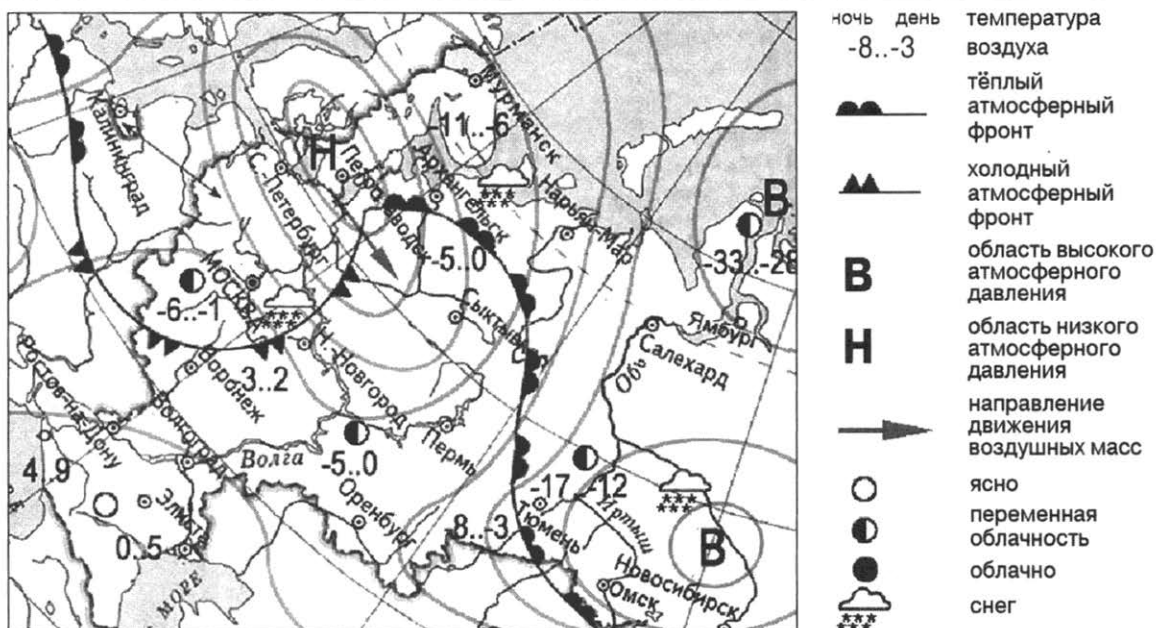 Мурманск
-11..-6
Калининград
Н
Петрозаводск
Архангельск
С.-Петербург
Нарьян-Мар
В
-33..-28
-5..0
МОСКВА
-6..-1
Сыктывкар
Ямбург
Салехард
Обь
Н.-Новгород
Воронеж
3..2
Ростов-на-Дону
Волгоград
Волга
Пермь
-5..0
4..9
Оренбург
-17..-12
Иртыш
Тюмень
-8..-3
В
Элиста
0..5
МОРЕ
Новосибирск
Омск
ночь день температура
-8..-3 воздуха
тёплый
атмосферный
фронт
холодный
атмосферный
фронт
В
область высокого
атмосферного
давления
Н
область низкого
атмосферного
давления
направление
движения
воздушных масс
ясно
переменная
облачность
облачно
снег